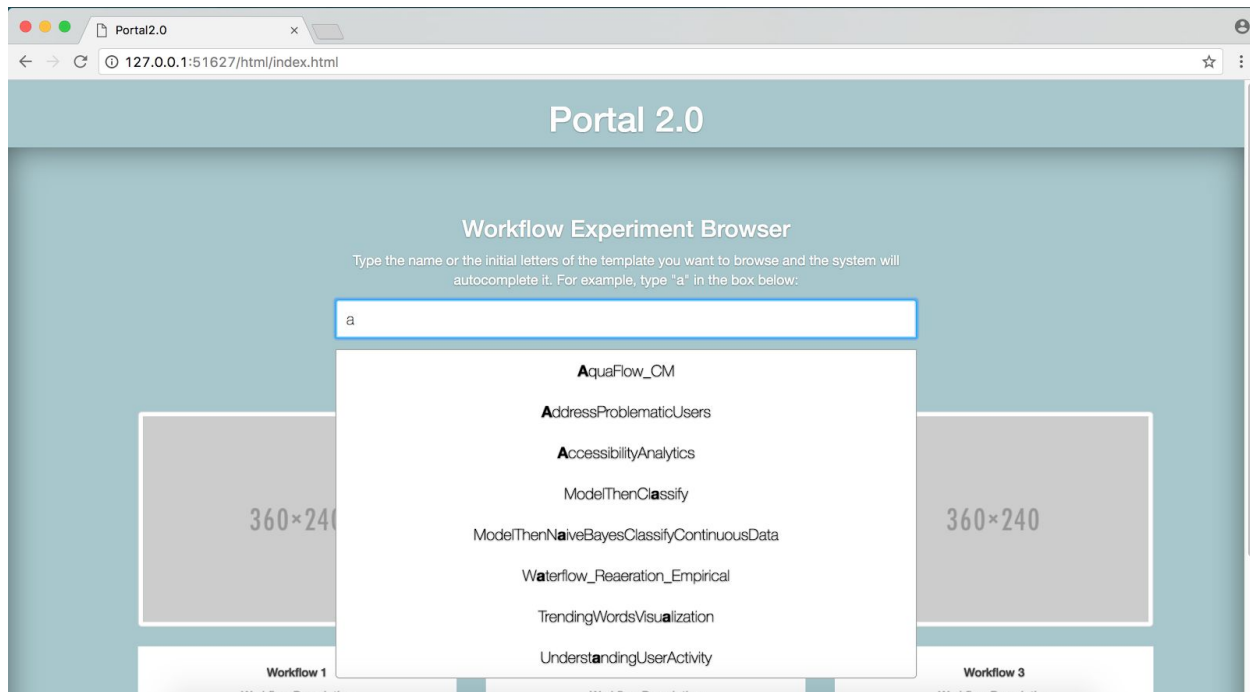 Portal2.0
127.0.0.1:51627/html/index.html
Portal 2.0
Workflow Experiment Browser
Type the name or the initial letters of the template you want to browse and the system will
autocomplete it. For example, type "a" in the box below:
a
AquaFlow_CM
AddressProblematicUsers
AccessibilityAnalytics
ModelThenClassify
ModelThenNaiveBayesClassifyContinuousData
Waterflow_Reaeration_Empirical
TrendingWordsVisualization
UnderstandingUserActivity
360×240
360×240
Workflow 1
Workflow 3